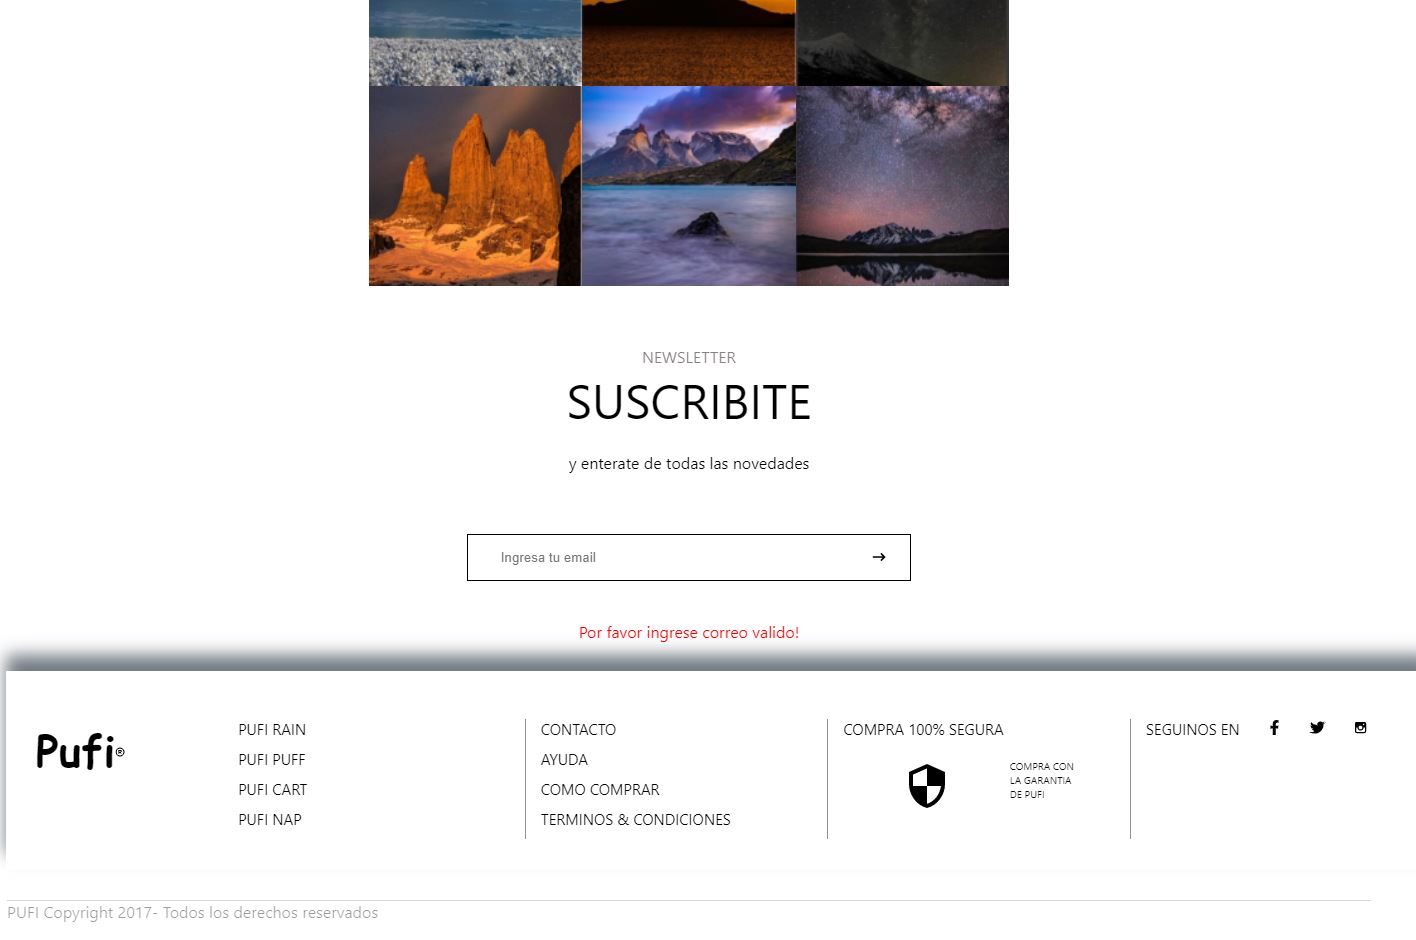 NEWSLETTER
SUSCRIBITE
y enterate de todas las novedades
Ingresa tu email
Por favor ingrese correo valido!
Pufi®
PUFI RAIN
PUFI PUFF
PUFI CART
PUFI NAP
CONTACTO
AYUDA
COMO COMPRAR
TERMINOS & CONDICIONES
COMPRA 100% SEGURA
COMPRA CON
LA GARANTIA
DE PUFI
SEGUINOS EN
PUFI Copyright 2017- Todos los derechos reservados